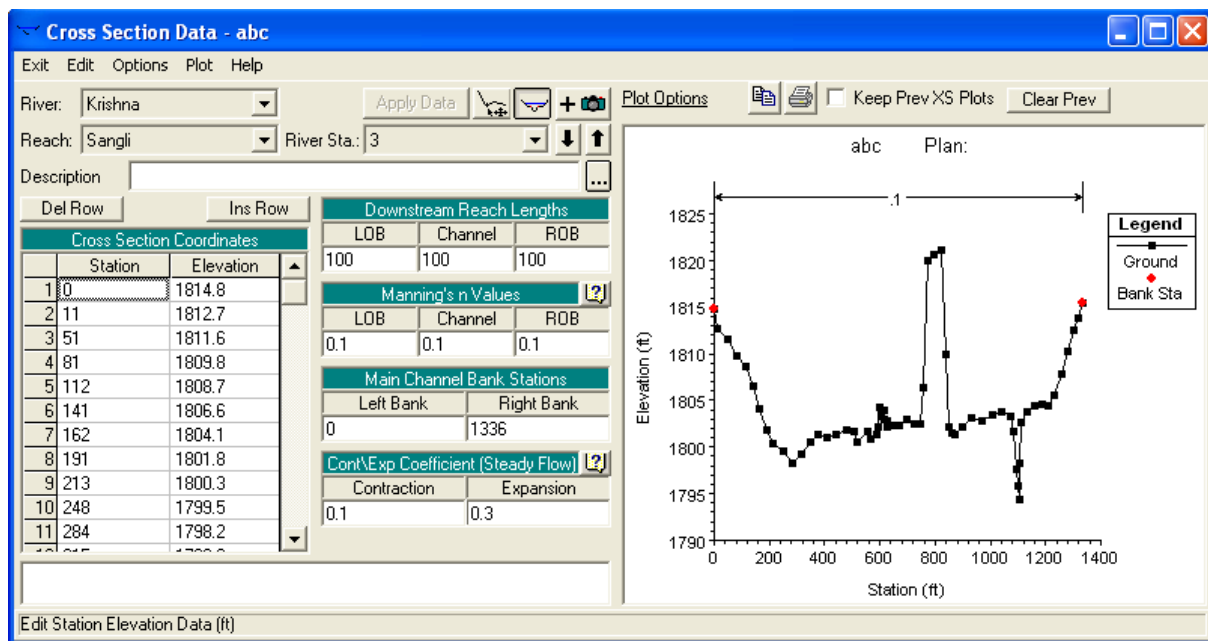 Cross Section Data - abc
Exit Edit Options Plot Help
River: Krishna Apply Data
Reach: Sangli River Sta.: 3
Description ...
Del Row Ins Row
Cross Section Coordinates
Station Elevation
1 0 1814.8
2 11 1812.7
3 51 1811.6
4 81 1809.8
5 112 1808.7
6 141 1806.6
7 162 1804.1
8 191 1801.8
9 213 1800.3
10 248 1799.5
11 284 1798.2
Downstream Reach Lengths
LOB Channel ROB
100 100 100
Manning's n Values
LOB Channel ROB
0.1 0.1 0.1
Main Channel Bank Stations
Left Bank Right Bank
0 1336
Cont\Exp Coefficient (Steady Flow)
Contraction Expansion
0.1 0.3
Edit Station Elevation Data (ft)
Plot Options Keep Prev XS Plots Clear Prev
abc Plan:
.1
1825
1820
1815
1810
1805
1800
1795
1790
Elevation (ft)
0 200 400 600 800 1000 1200 1400
Station (ft)
Legend
Ground
Bank Sta